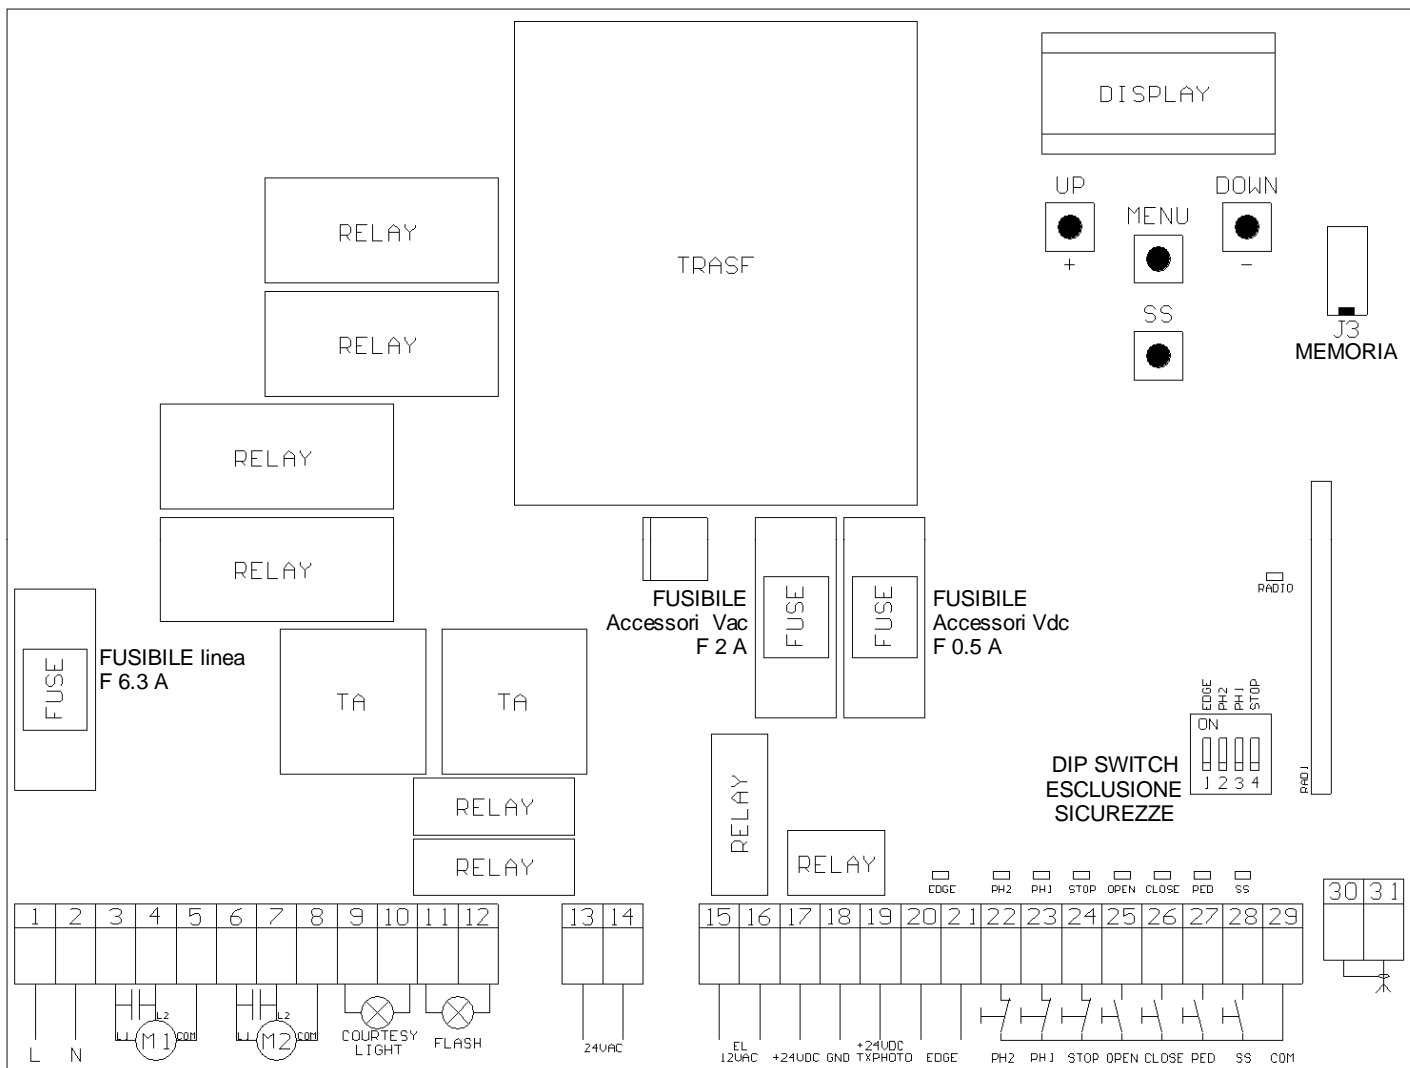 DISPLAY
UP
DOWN
MENU
RELAY
TRASF
+
-
SS
J3
MEMORIA
RELAY
RELAY
RELAY
RADIO
FUSIBILE
Accessori Vac
F 2 A
FUSE
FUSE
FUSIBILE
Accessori Vdc
F 0.5 A
FUSE
FUSIBILE linea
F 6.3 A
TA
TA
EDGE
PH2
PH1
STOP
ON
1 2 3 4
DIP SWITCH
ESCLUSIONE
SICUREZZE
RAD1
RELAY
RELAY
RELAY
RELAY
EDGE PH2 PH1 STOP OPEN CLOSE PED SS
1 2 3 4 5 6 7 8 9 10 11 12 13 14 15 16 17 18 19 20 21 22 23 24 25 26 27 28 29 30 31
L N
L1 L2 M1 COM
L1 L2 M2 COM
COURTESY
LIGHT
FLASH
24VAC
EL
12VAC
+24VDC
GND
+24VDC
TXPHOTO
EDGE
PH2 PH1 STOP OPEN CLOSE PED SS COM